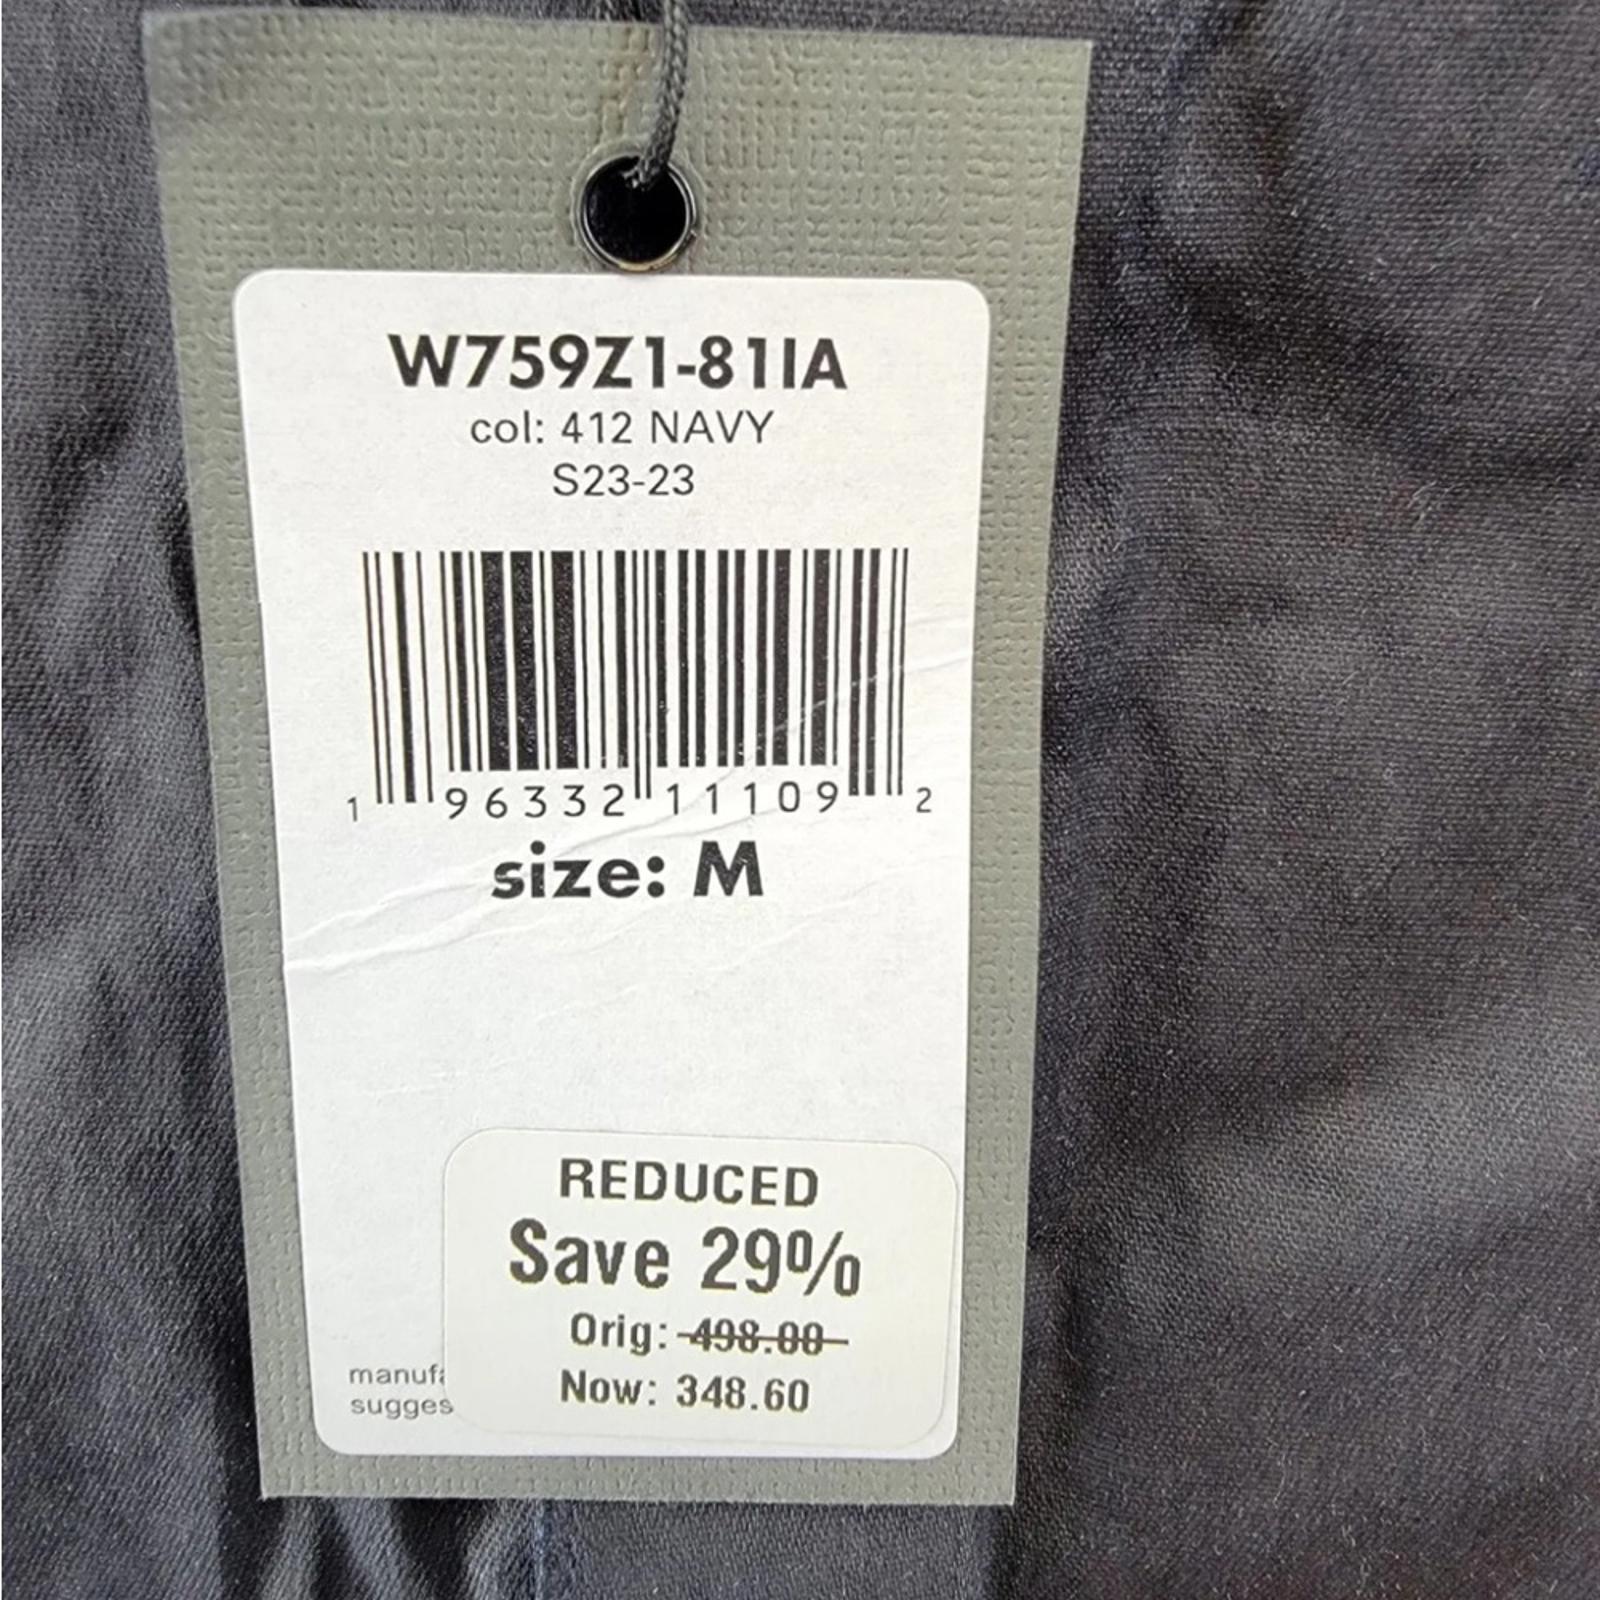 W759Z1-81IA
col: 412 NAVY
S23-23
1 96332 11109 2
size: M
REDUCED
Save 29%
Orig: 498.00
Now: 348.60
manufa
sugges